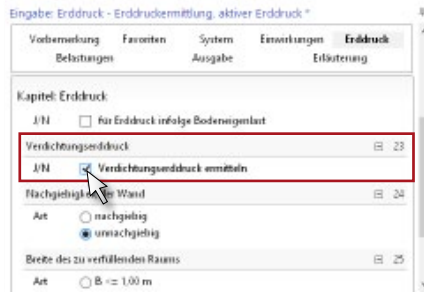 Eingabe: Erddruck - Erddruckermittlung, aktiver Erddruck *
Vorbemerkung Favoriten System Einwirkungen Erddruck
Belastungen Ausgabe Erläuterung
Kapitel: Erddruck
J/N für Erddruck infolge Bodeneigenlast
Verdichtungserddruck 23
J/N Verdichtungserddruck ermitteln
Nachgiebigkeit der Wand 24
Art nachgiebig
unnachgiebig
Breite des zu verfüllenden Raums 25
Art B <= 1,00 m